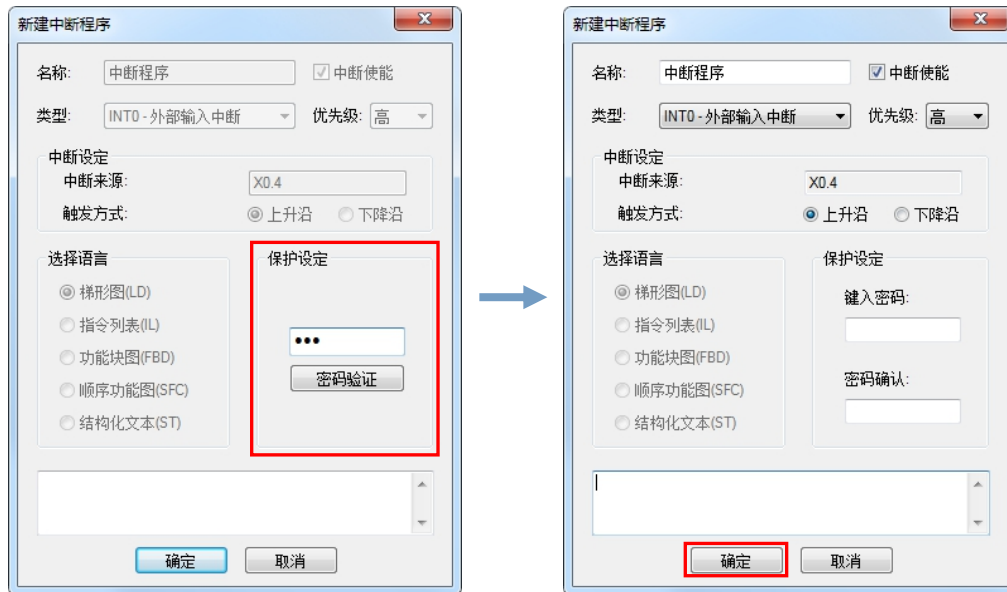 新建中断程序
名称: 中断程序 中断使能
类型: INT0 - 外部输入中断 优先级: 高
中断设定
中断来源: X0.4
触发方式: 上升沿 下降沿
选择语言
梯形图(LD)
指令列表(IL)
功能块图(FBD)
顺序功能图(SFC)
结构化文本(ST)
保护设定
•••
密码验证
确定 取消
新建中断程序
名称: 中断程序 中断使能
类型: INT0 - 外部输入中断 优先级: 高
中断设定
中断来源: X0.4
触发方式: 上升沿 下降沿
选择语言
梯形图(LD)
指令列表(IL)
功能块图(FBD)
顺序功能图(SFC)
结构化文本(ST)
保护设定
键入密码:
密码确认:
确定 取消